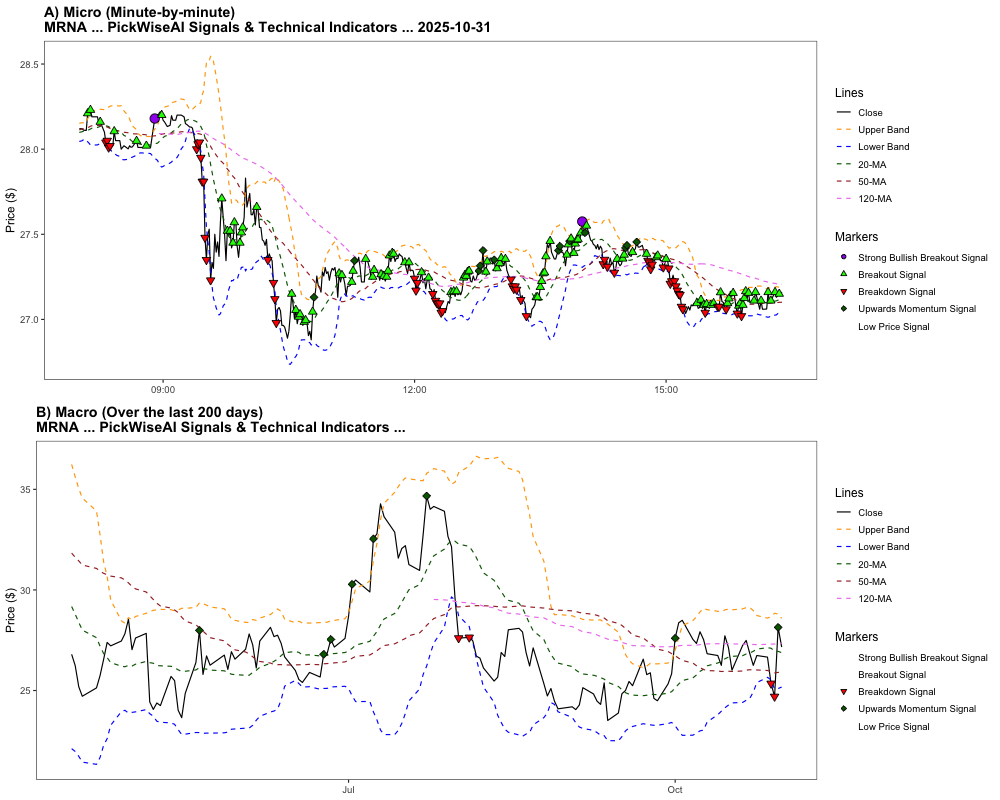 A) Micro (Minute-by-minute)
MRNA ... PickWiseAI Signals & Technical Indicators ... 2025-10-31
Price ($)
28.5
28.0
27.5
27.0
09:00
12:00
15:00
Lines
Close
Upper Band
Lower Band
20-MA
50-MA
120-MA
Markers
Strong Bullish Breakout Signal
Breakout Signal
Breakdown Signal
Upwards Momentum Signal
Low Price Signal
B) Macro (Over the last 200 days)
MRNA ... PickWiseAI Signals & Technical Indicators ...
Price ($)
35
30
25
Jul
Oct
Lines
Close
Upper Band
Lower Band
20-MA
50-MA
120-MA
Markers
Strong Bullish Breakout Signal
Breakout Signal
Breakdown Signal
Upwards Momentum Signal
Low Price Signal